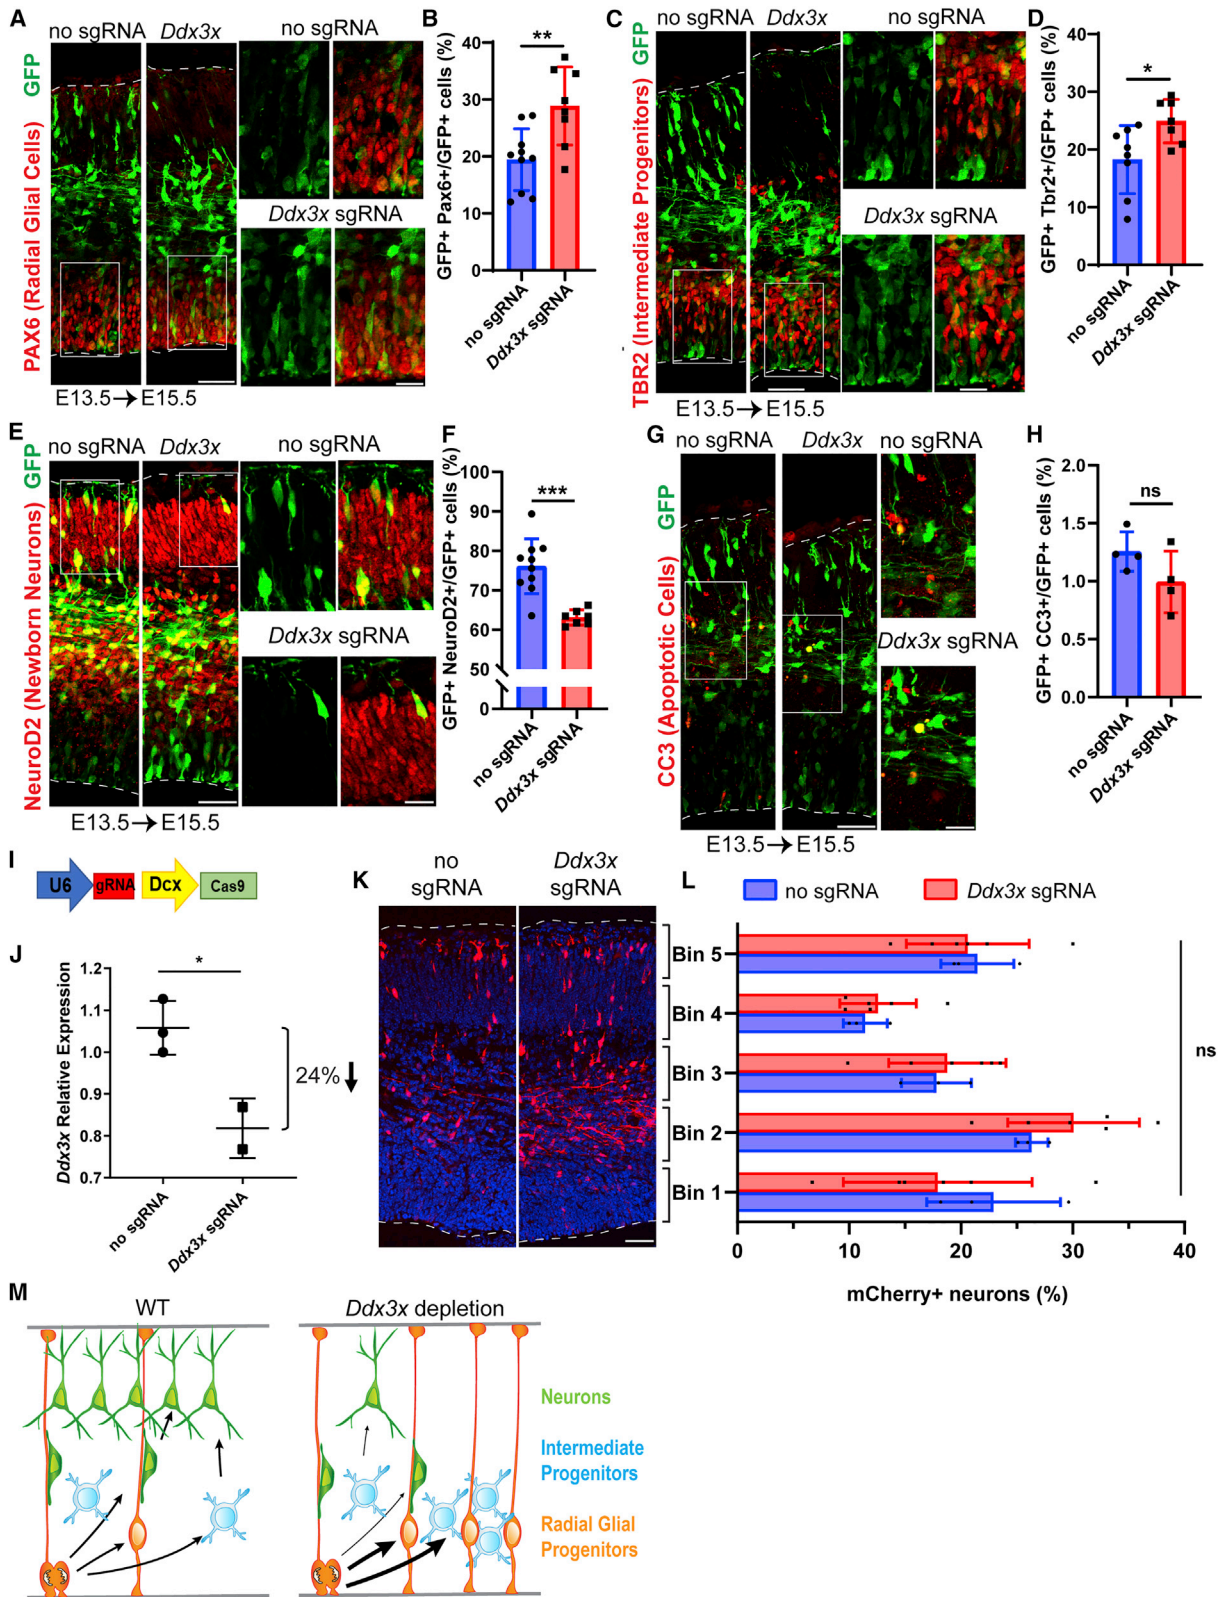 A
no sgRNA Ddx3x no sgRNA
GFP
PAX6 (Radial Glial Cells)
Ddx3x sgRNA
E13.5 → E15.5
B
GFP+ Pax6+/GFP+ cells (%)
40
30
20
10
0
**
no sgRNA
Ddx3x sgRNA
C
no sgRNA Ddx3x no sgRNA
GFP
TBR2 (Intermediate Progenitors)
Ddx3x sgRNA
E13.5 → E15.5
D
GFP+ Tbr2+/GFP+ cells (%)
40
30
20
10
0
*
no sgRNA
Ddx3x sgRNA
E
no sgRNA Ddx3x no sgRNA
GFP
NeuroD2 (Newborn Neurons)
Ddx3x sgRNA
E13.5 → E15.5
F
GFP+ NeuroD2+/GFP+ cells (%)
100
90
80
70
60
50
0
***
no sgRNA
Ddx3x sgRNA
G
no sgRNA Ddx3x no sgRNA
GFP
CC3 (Apoptotic Cells)
Ddx3x sgRNA
E13.5 → E15.5
H
GFP+ CC3+/GFP+ cells (%)
2.0
1.5
1.0
0.5
0.0
ns
no sgRNA
Ddx3x sgRNA
I
U6 gRNA Dcx Cas9
J
Ddx3x Relative Expression
1.2
1.1
1.0
0.9
0.8
0.7
*
24%
no sgRNA
Ddx3x sgRNA
K
no
sgRNA
Ddx3x
sgRNA
L
no sgRNA
Ddx3x sgRNA
Bin 5
Bin 4
Bin 3
Bin 2
Bin 1
ns
0 10 20 30 40
mCherry+ neurons (%)
M
WT
Ddx3x depletion
Neurons
Intermediate
Progenitors
Radial Glial
Progenitors